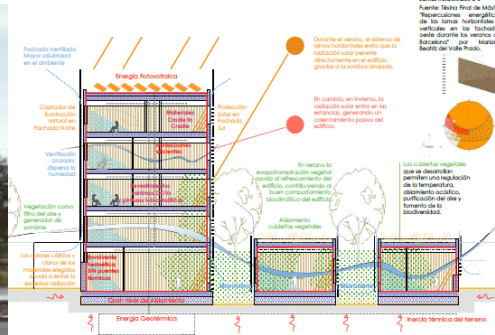 Fuente: Tésina Final de Máster
"Repercusiones energéticas
de las lamas horizontales y
verticales en las fachadas
oeste durante los veranos de
Barcelona" por Marian
Beatriz del Valle Prado.
Durante el verano, el sistema de
lamas horizontales evita que la
radiación solar penetre
directamente en el edificio,
gracias a la sombra arrojada.
En cambio, en invierno, la
radiación solar entra en las
estancias, generando un
calentamiento pasivo del
edificio.
Fachada Ventilada
Mayor salubridad
en el ambiente
Energía Fotovoltaica
Captador de
Iluminación
natural en
Fachada Norte
Materiales
Cradle to
Cradle
Protección
Solar en
Fachada
Sur
Ventilación
cruzada
dispensa la
humedad
eficientes
En verano la
evapotranspiración vegetal
ayuda al refrescamiento del
edificio, contribuyendo al
buen comportamiento
bioclimático del edificio
Las cubiertas vegetales
que se desarrollan
permiten una regulación
de la temperatura,
aislamiento acústico,
purificación del aire y
fomento de la
biodiversidad.
Vegetación como
filtro del aire y
generador de
sombras
Aislamiento
cubiertas vegetales
Los colores cálidos y
claros de los
materiales elegidos
ayuda a evitar la
excesiva radiación
Envolvente
hermética
SIN puentes
térmicos
Gran nivel de Aislamiento
Energía Geotérmica
Inercia térmica del terreno